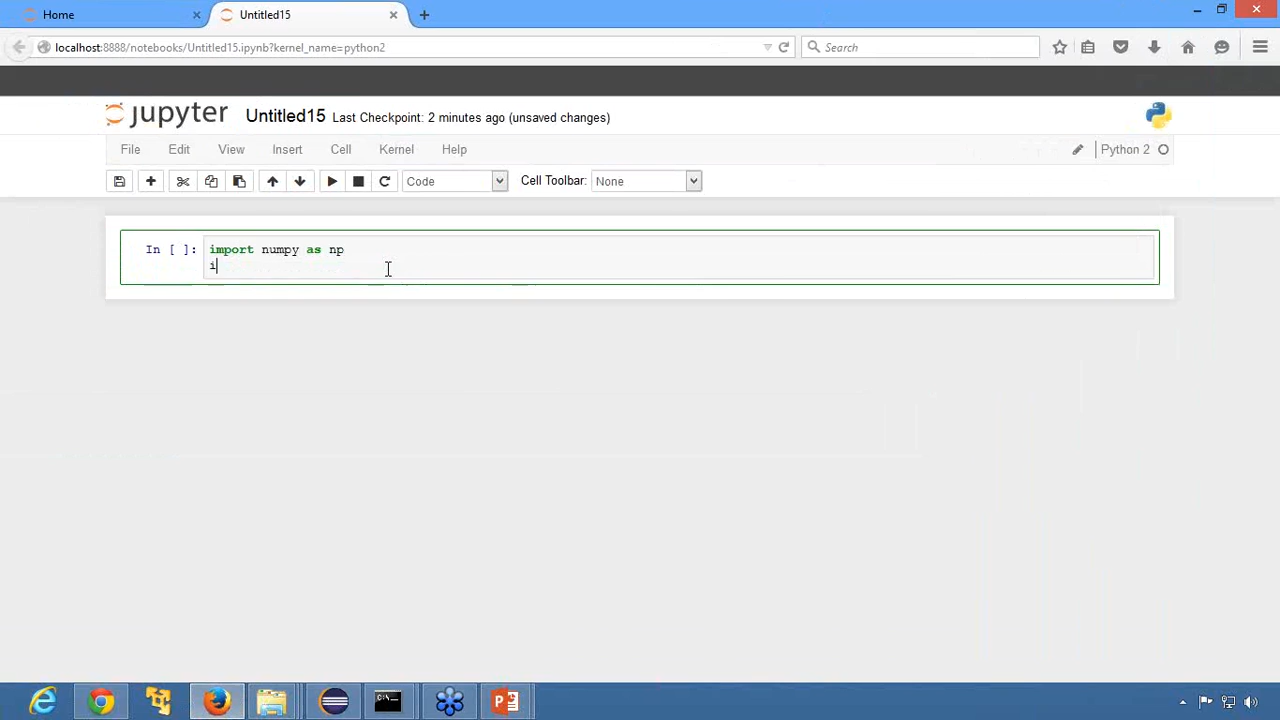 Home
Untitled15
localhost:8888/notebooks/Untitled15.ipynb?kernel_name=python2
Search
jupyter Untitled15 Last Checkpoint: 2 minutes ago (unsaved changes)
File Edit View Insert Cell Kernel Help
Python 2
Code
Cell Toolbar: None
In [ ]: import numpy as np
i